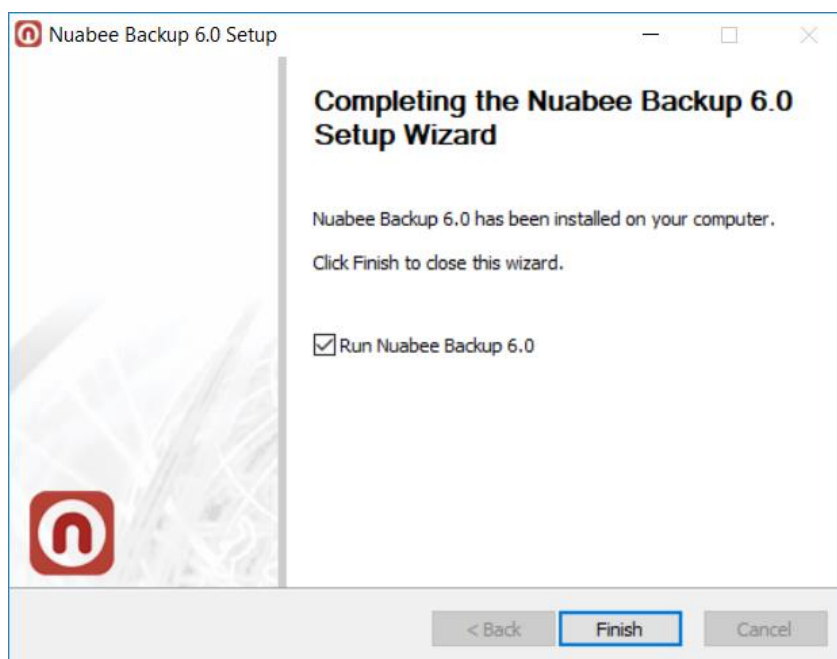 Nuabee Backup 6.0 Setup
Completing the Nuabee Backup 6.0
Setup Wizard
Nuabee Backup 6.0 has been installed on your computer.
Click Finish to close this wizard.
Run Nuabee Backup 6.0
n
< Back Finish Cancel